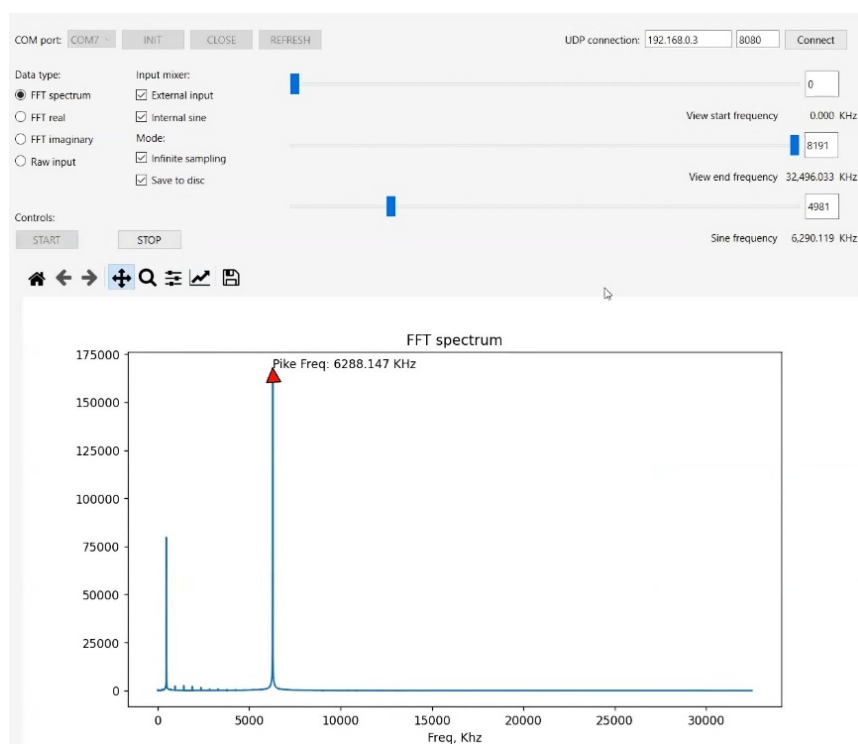 COM port: COM7 INIT CLOSE REFRESH UDP connection: 192.168.0.3 8080 Connect
Data type: Input mixer:
FFT spectrum External input 0
FFT real Internal sine View start frequency 0.000 KHz
FFT imaginary Mode:
Raw input Infinite sampling 8191
Save to disc View end frequency 32,496.033 KHz
4981
Controls:
START STOP Sine frequency 6,290.119 KHz
FFT spectrum
Pike Freq: 6288.147 KHz
175000
150000
125000
100000
75000
50000
25000
0
0 5000 10000 15000 20000 25000 30000
Freq, Khz